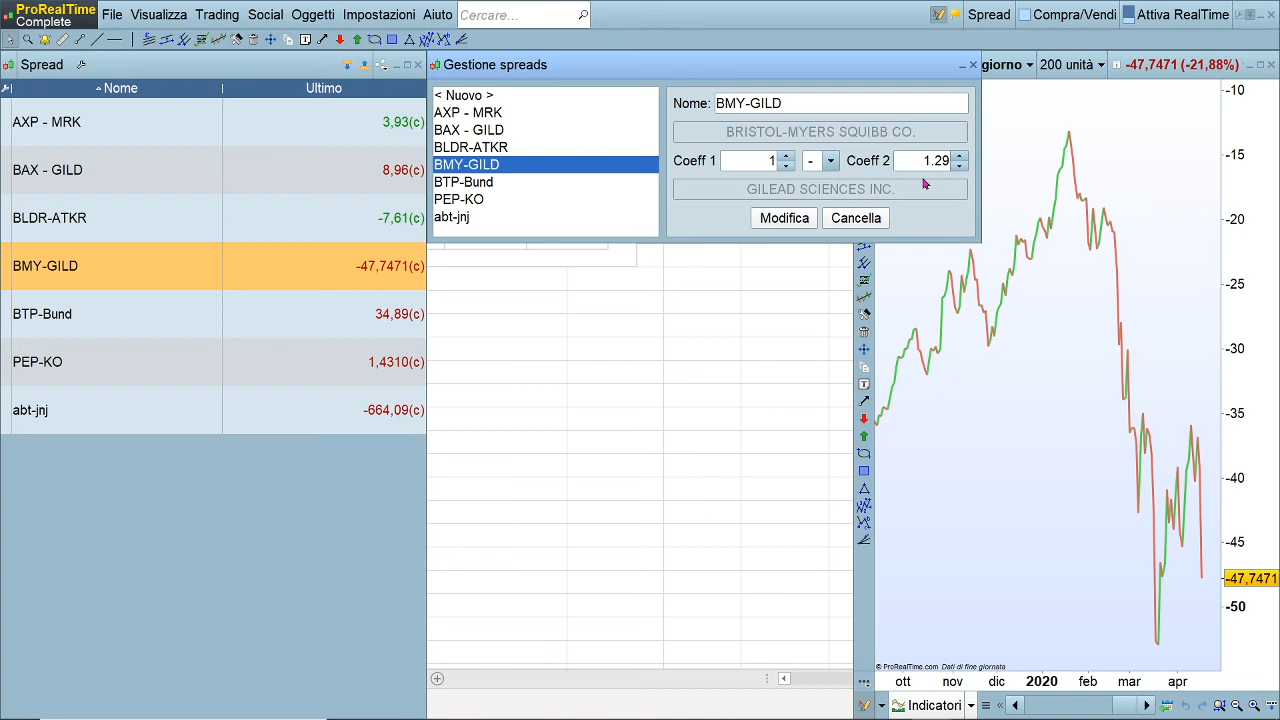 ProRealTime
Complete
File Visualizza Trading Social Oggetti Impostazioni Aiuto Cercare...
Spread Compra/Vendi Attiva RealTime
Spread
Nome Ultimo
AXP - MRK 3,93(c)
BAX - GILD 8,96(c)
BLDR-ATKR -7,61(c)
BMY-GILD -47,7471(c)
BTP-Bund 34,89(c)
PEP-KO 1,4310(c)
abt-jnj -664,09(c)
Gestione spreads
< Nuovo >
AXP - MRK
BAX - GILD
BLDR-ATKR
BMY-GILD
BTP-Bund
PEP-KO
abt-jnj
Nome: BMY-GILD
BRISTOL-MYERS SQUIBB CO.
Coeff 1 1 - Coeff 2 1.29
GILEAD SCIENCES INC.
Modifica Cancella
giorno 200 unità -47,7471 (-21,88%)
-10
-15
-20
-25
-30
-35
-40
-45
-47,7471
-50
© ProRealTime.com Dati di fine giornata
ott nov dic 2020 feb mar apr
Indicatori